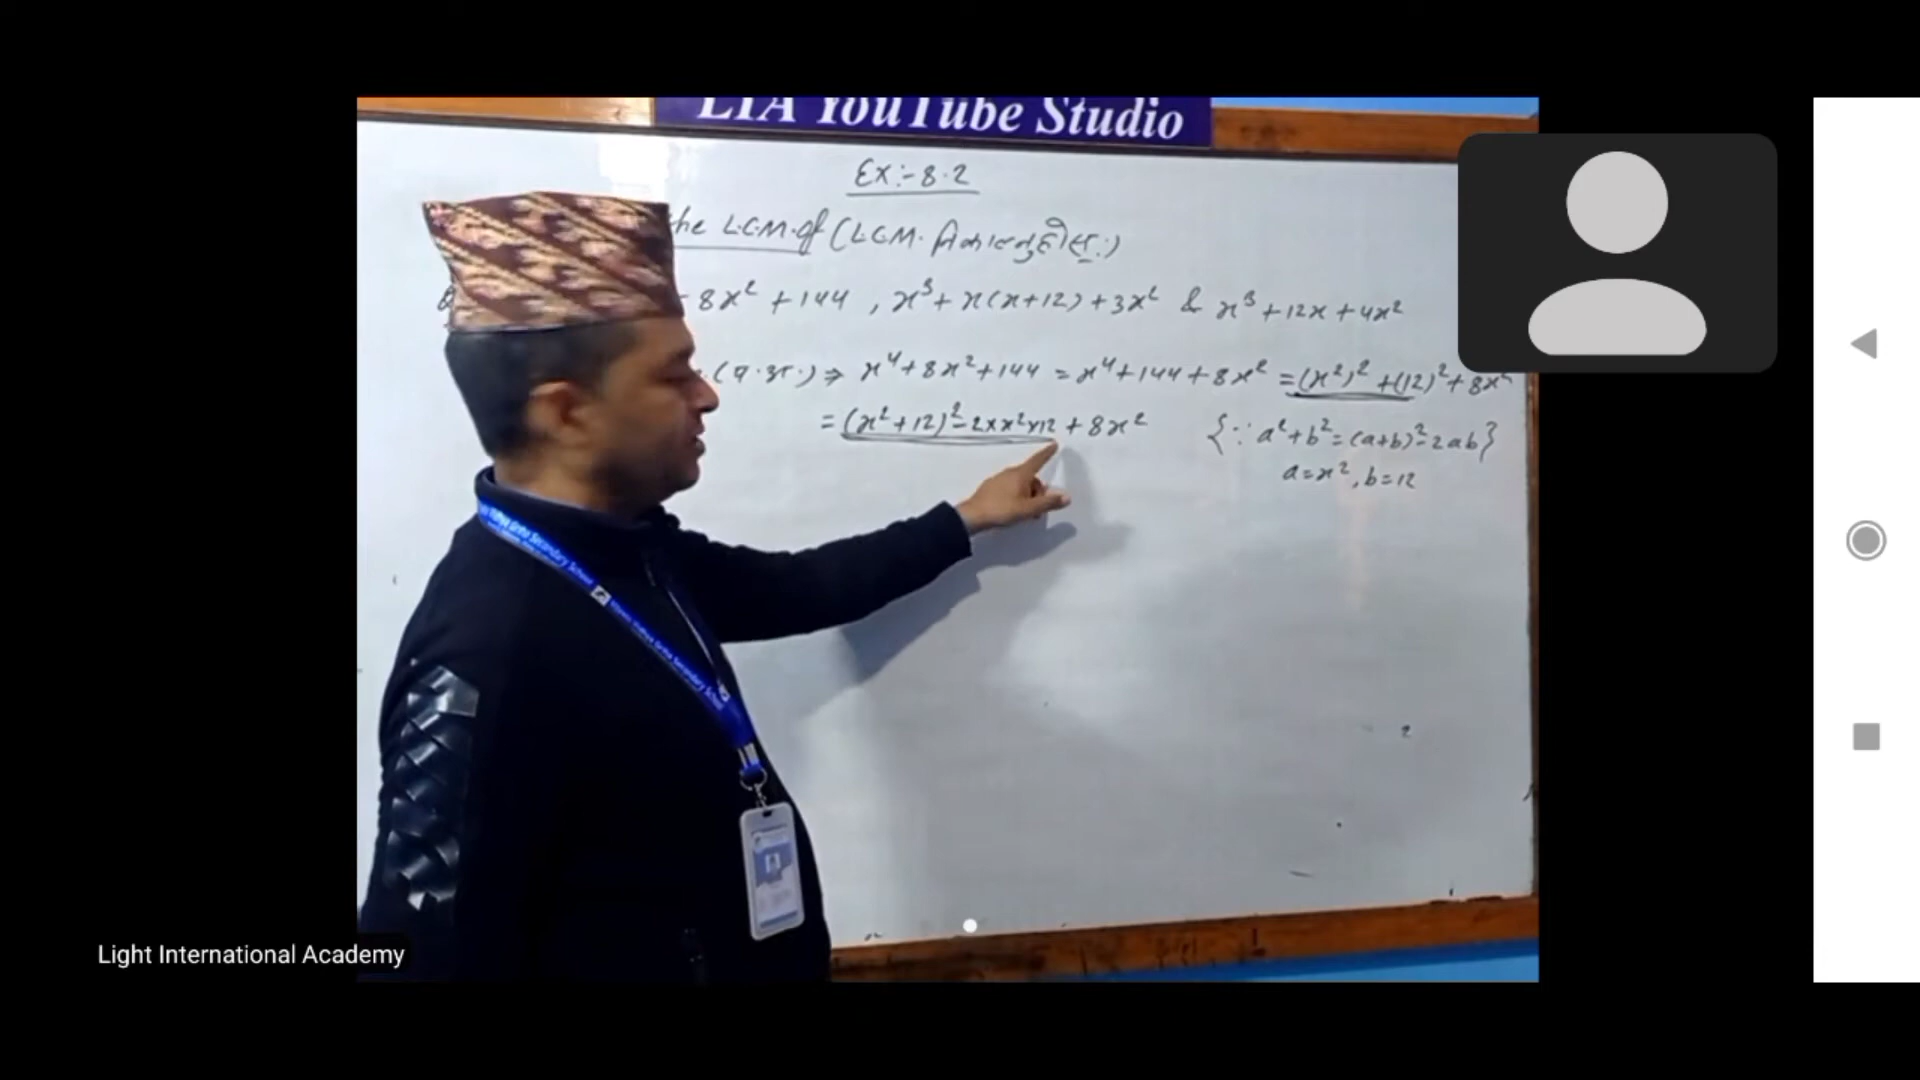 LIA YouTube Studio
Ex:- 8.2
the L.C.M. of (L.C.M. निकाल्नुहोस्:)
8x² + 144 , x³ + x(x+12) + 3x² & x³ + 12x + 4x²
(प.अ.) ⇒ x⁴ + 8x² + 144 = x⁴ + 144 + 8x² = (x²)² + (12)² + 8x²
= (x² + 12)² - 2×x²×12 + 8x² {∵ a² + b² = (a+b)² - 2ab}
a = x², b = 12
Secondary School
Light International Academy